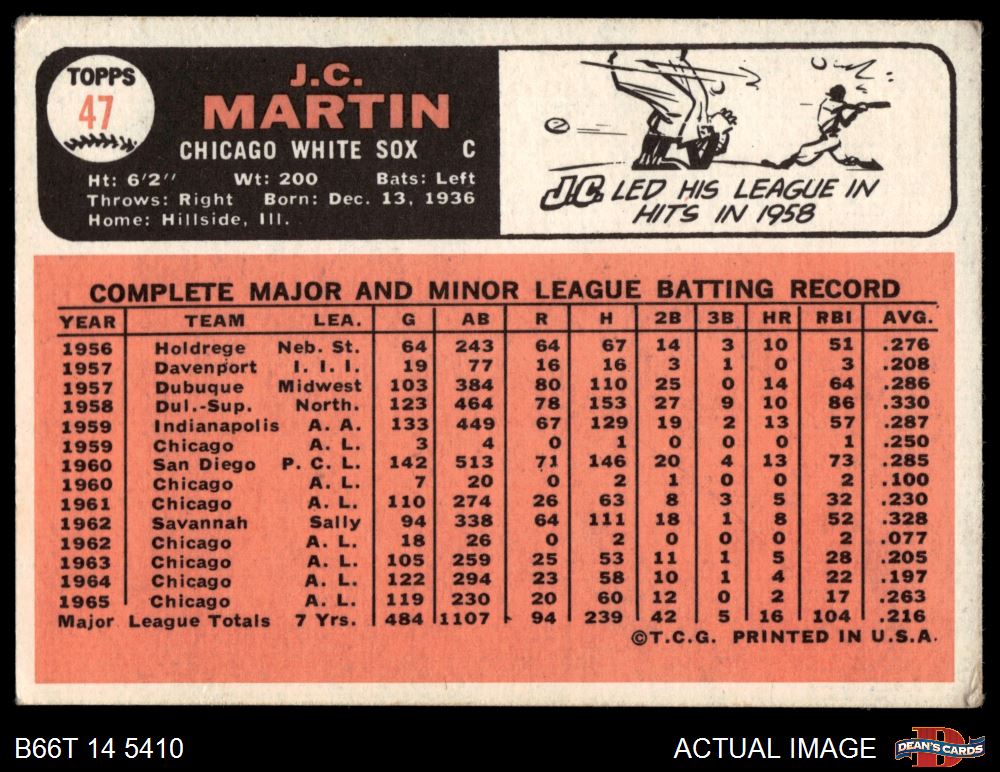 TOPPS
47
J.C.
MARTIN
CHICAGO WHITE SOX C
Ht: 6'2" Wt: 200 Bats: Left
Throws: Right Born: Dec. 13, 1936
Home: Hillside, Ill.
J.C. LED HIS LEAGUE IN
HITS IN 1958
COMPLETE MAJOR AND MINOR LEAGUE BATTING RECORD
YEAR TEAM LEA. G AB R H 2B 3B HR RBI AVG.
1956 Holdrege Neb. St. 64 243 64 67 14 3 10 51 .276
1957 Davenport I. I. I. 19 77 16 16 3 1 0 3 .208
1957 Dubuque Midwest 103 384 80 110 25 0 14 64 .286
1958 Dul.-Sup. North. 123 464 78 153 27 9 10 86 .330
1959 Indianapolis A. A. 133 449 67 129 19 2 13 57 .287
1959 Chicago A. L. 3 4 0 1 0 0 0 1 .250
1960 San Diego P. C. L. 142 513 71 146 20 4 13 73 .285
1960 Chicago A. L. 7 20 0 2 1 0 0 2 .100
1961 Chicago A. L. 110 274 26 63 8 3 5 32 .230
1962 Savannah Sally 94 338 64 111 18 1 8 52 .328
1962 Chicago A. L. 18 26 0 2 0 0 0 2 .077
1963 Chicago A. L. 105 259 25 53 11 1 5 28 .205
1964 Chicago A. L. 122 294 23 58 10 1 4 22 .197
1965 Chicago A. L. 119 230 20 60 12 0 2 17 .263
Major League Totals 7 Yrs. 484 1107 94 239 42 5 16 104 .216
©T.C.G. PRINTED IN U.S.A.
B66T 14 5410 ACTUAL IMAGE DEAN'S CARDS